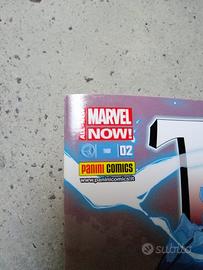 ALL-NEW
MARVEL
NOW!
02
PANINI COMICS
www.paninicomics.it
T
subito